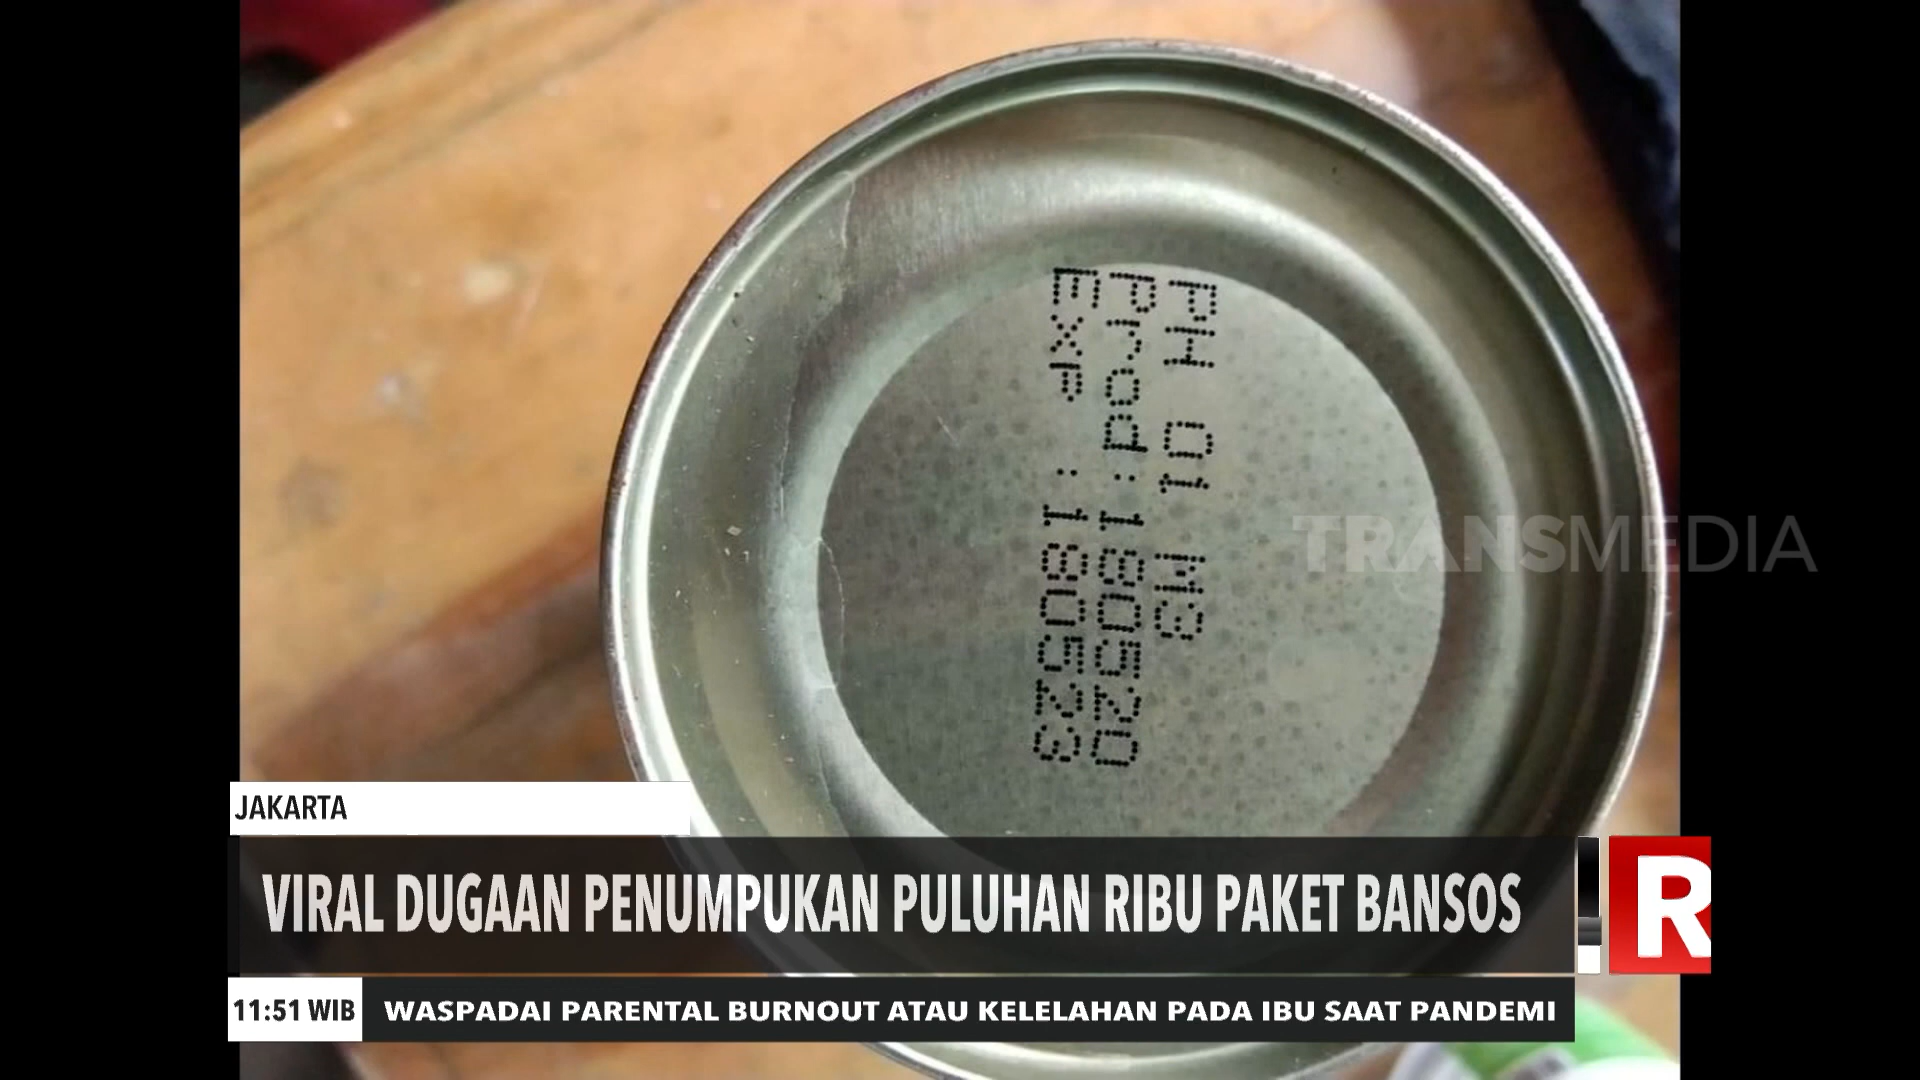 PH 01 M3
Prod:180520
EXP :180523
TRANSMEDIA
JAKARTA
VIRAL DUGAAN PENUMPUKAN PULUHAN RIBU PAKET BANSOS
R
11:51 WIB
WASPADAI PARENTAL BURNOUT ATAU KELELAHAN PADA IBU SAAT PANDEMI